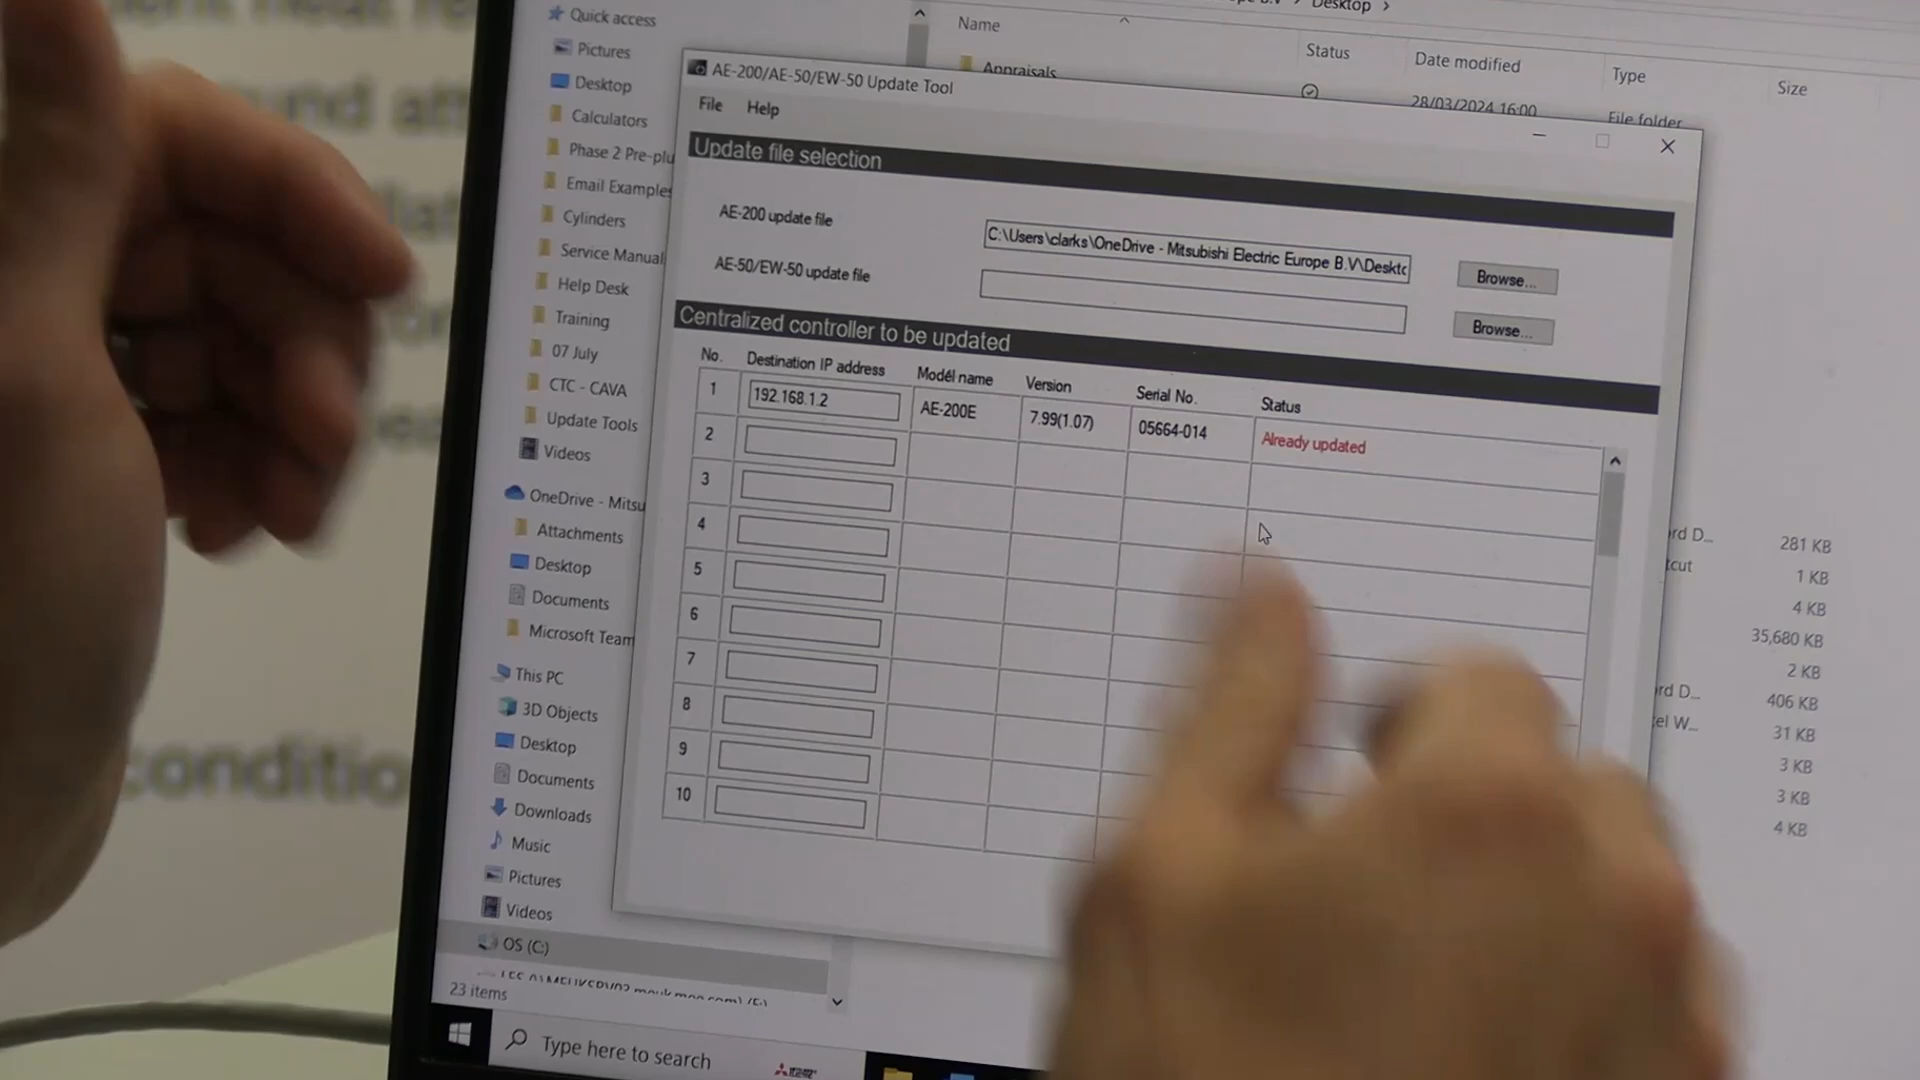 Quick access
Pictures
Desktop
Calculators
Phase 2 Pre-plu
Email Examples
Cylinders
Service Manual
Help Desk
Training
07 July
CTC - CAVA
Update Tools
Videos
OneDrive - Mitsu
Attachments
Desktop
Documents
Microsoft Team
This PC
3D Objects
Desktop
Documents
Downloads
Music
Pictures
Videos
OS (C:)
23 items
Type here to search
Desktop
Name Status Date modified Type Size
Appraisals 28/03/2024 16:00 File folder
AE-200/AE-50/EW-50 Update Tool
File Help
Update file selection
AE-200 update file C:\Users\clarks\OneDrive - Mitsubishi Electric Europe B.V\Deskto Browse...
AE-50/EW-50 update file Browse...
Centralized controller to be updated
No. Destination IP address Model name Version Serial No. Status
1 192.168.1.2 AE-200E 7.99(1.07) 05664-014 Already updated
2
3
4
5
6
7
8
9
10
rd D... 281 KB
tcut 1 KB
4 KB
35,680 KB
2 KB
rd D... 406 KB
el W... 31 KB
3 KB
3 KB
4 KB
conditio